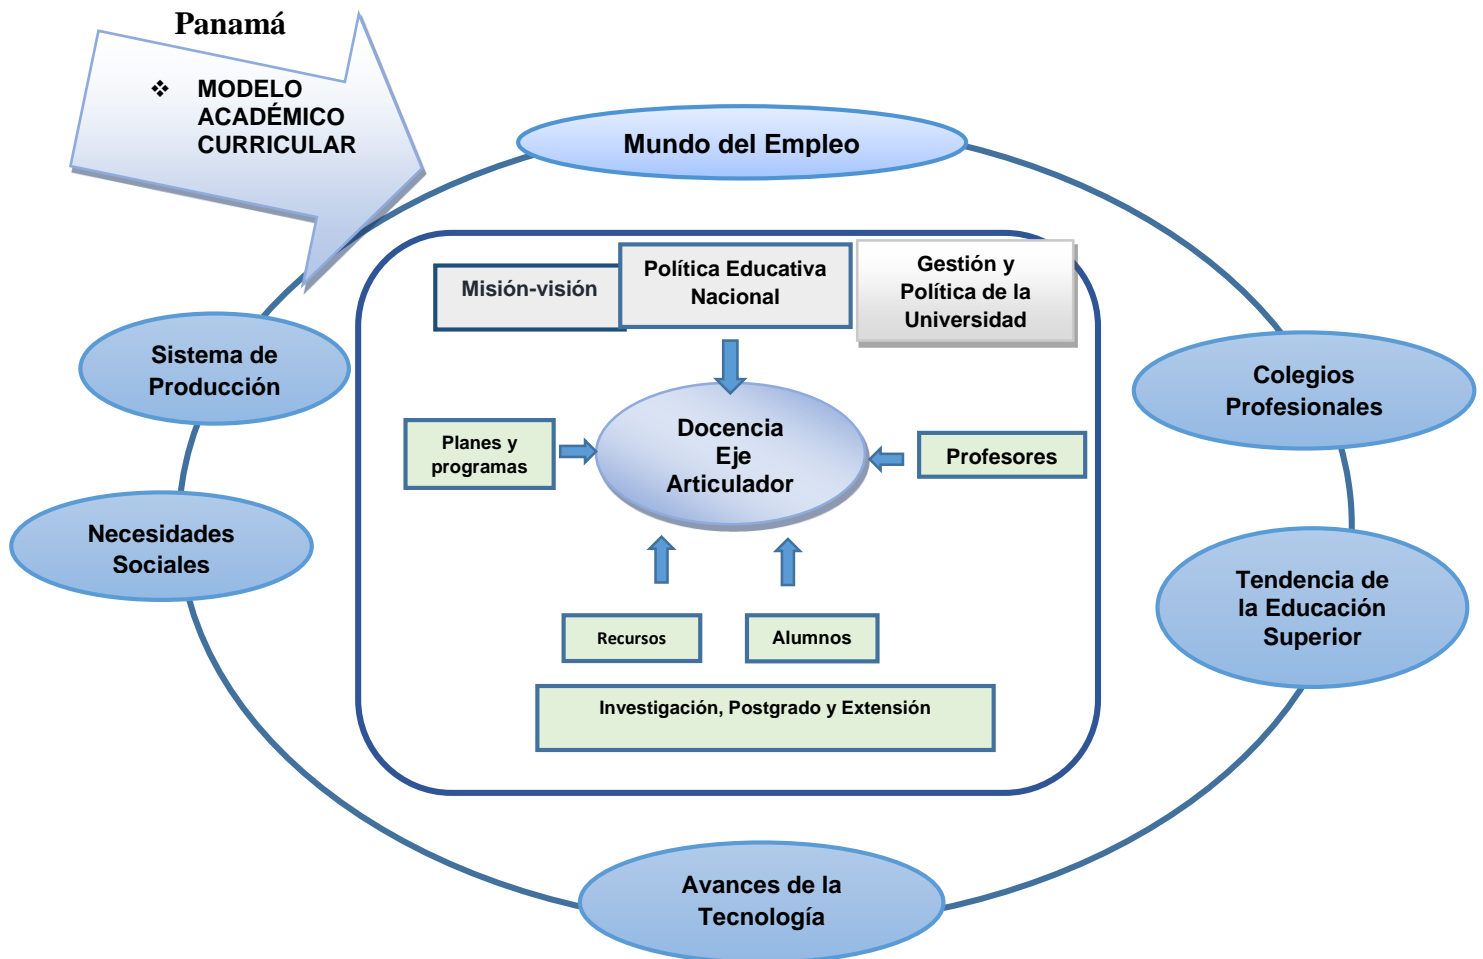 Panamá
❖ MODELO
ACADÉMICO
CURRICULAR
Mundo del Empleo
Misión-visión
Política Educativa
Nacional
Gestión y
Política de la
Universidad
Sistema de
Producción
Colegios
Profesionales
Planes y
programas
Docencia
Eje
Articulador
Profesores
Necesidades
Sociales
Tendencia de
la Educación
Superior
Recursos
Alumnos
Investigación, Postgrado y Extensión
Avances de la
Tecnología